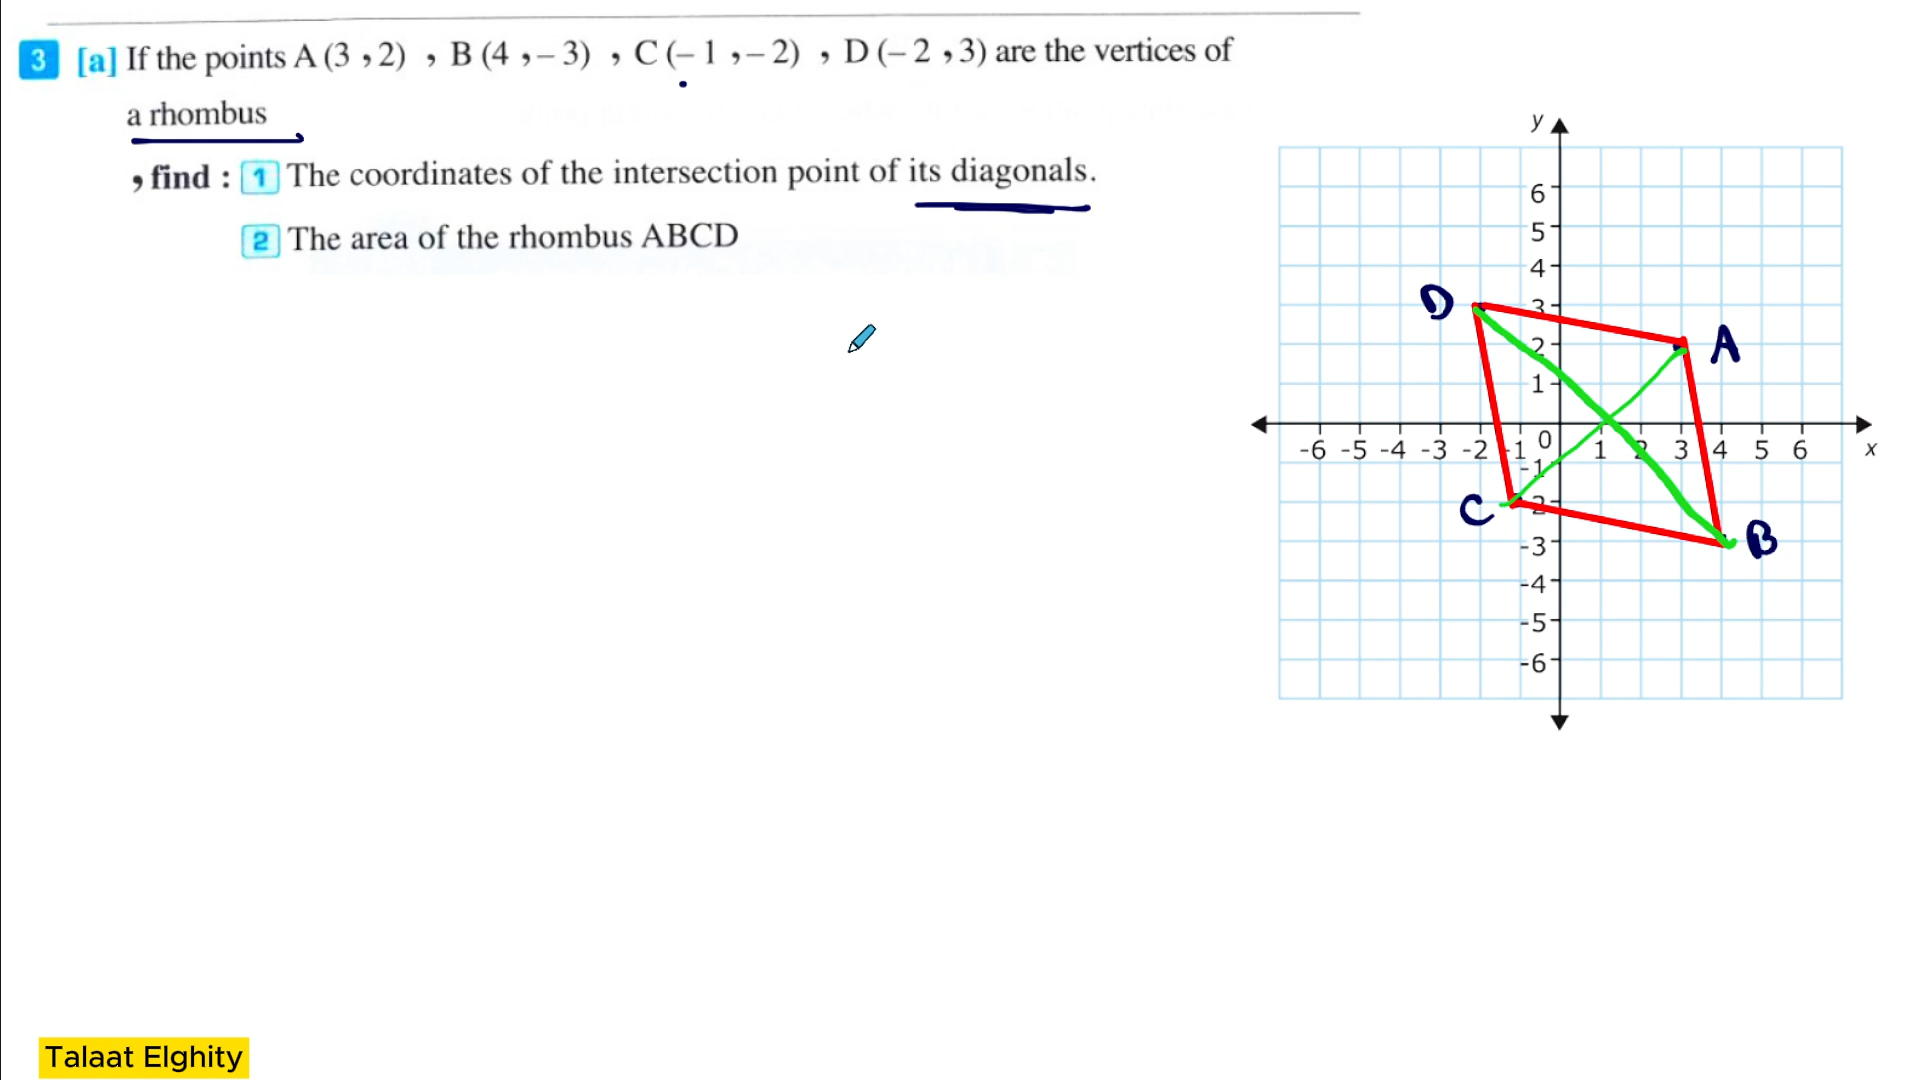 3 [a] If the points A (3 , 2) , B (4 , – 3) , C (– 1 , – 2) , D (– 2 , 3) are the vertices of
a rhombus
, find : 1 The coordinates of the intersection point of its diagonals.
2 The area of the rhombus ABCD
y
6
5
4
D 3
2 A
1
-6 -5 -4 -3 -2 -1 0 1 2 3 4 5 6 x
-1
C -2
-3 B
-4
-5
-6
Talaat Elghity